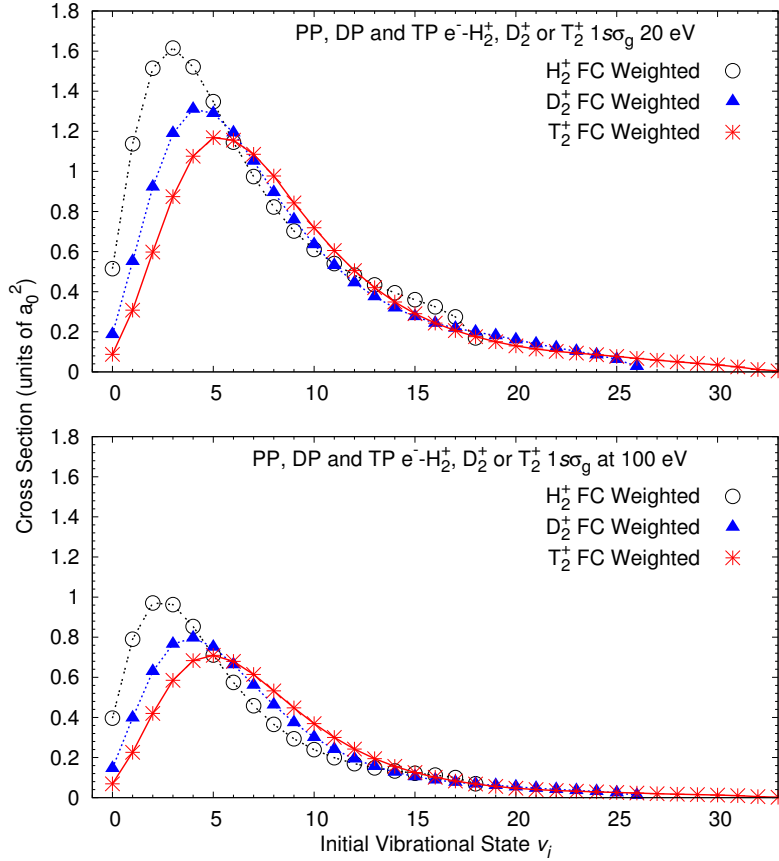 PP, DP and TP e⁻-H₂⁺, D₂⁺ or T₂⁺ 1sσg 20 eV
H₂⁺ FC Weighted
D₂⁺ FC Weighted
T₂⁺ FC Weighted
1.8
1.6
1.4
1.2
1
0.8
0.6
0.4
0.2
0
0 5 10 15 20 25 30
Cross Section (units of a₀²)
PP, DP and TP e⁻-H₂⁺, D₂⁺ or T₂⁺ 1sσg at 100 eV
H₂⁺ FC Weighted
D₂⁺ FC Weighted
T₂⁺ FC Weighted
1.8
1.6
1.4
1.2
1
0.8
0.6
0.4
0.2
0
0 5 10 15 20 25 30
Initial Vibrational State vᵢ